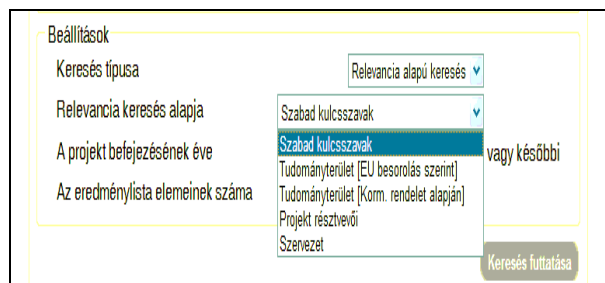 Beállítások
Keresés típusa Relevancia alapú keresés
Relevancia keresés alapja Szabad kulcsszavak
Szabad kulcsszavak
A projekt befejezésének éve vagy későbbi
Tudományterület [EU besorolás szerint]
Tudományterület [Korm. rendelet alapján]
Az eredménylista elemeinek száma
Projekt résztvevői
Szervezet
Keresés futtatása